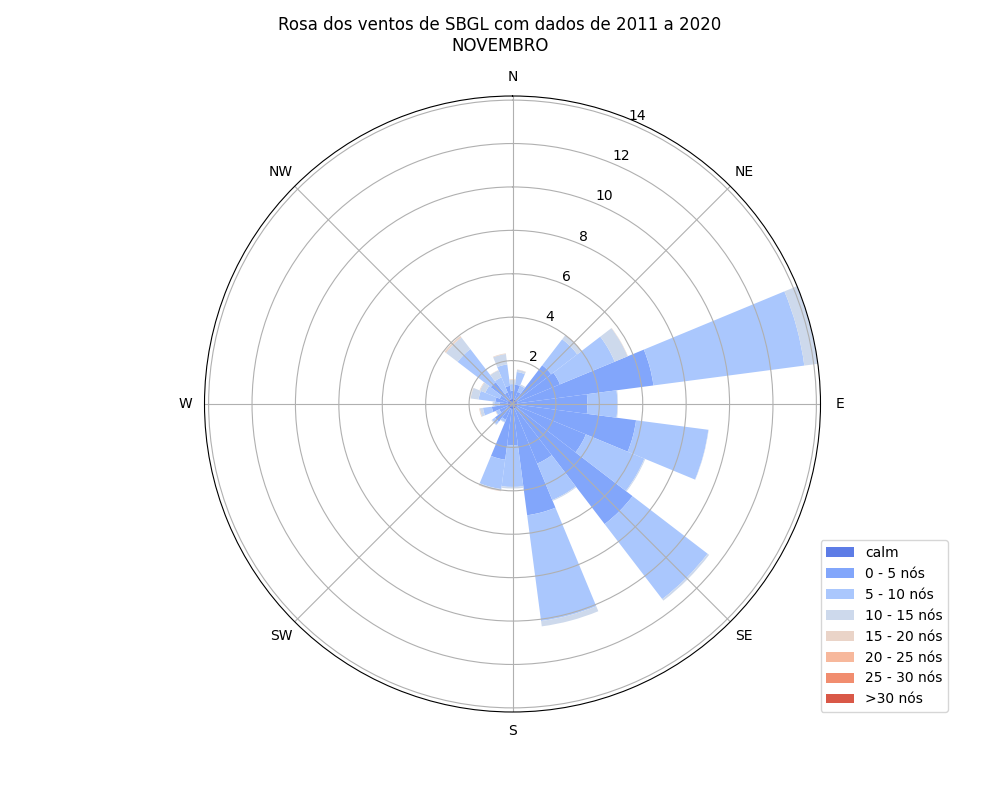 Rosa dos ventos de SBGL com dados de 2011 a 2020
NOVEMBRO
N
NE
E
SE
S
SW
W
NW
2
4
6
8
10
12
14
calm
0 - 5 nós
5 - 10 nós
10 - 15 nós
15 - 20 nós
20 - 25 nós
25 - 30 nós
>30 nós